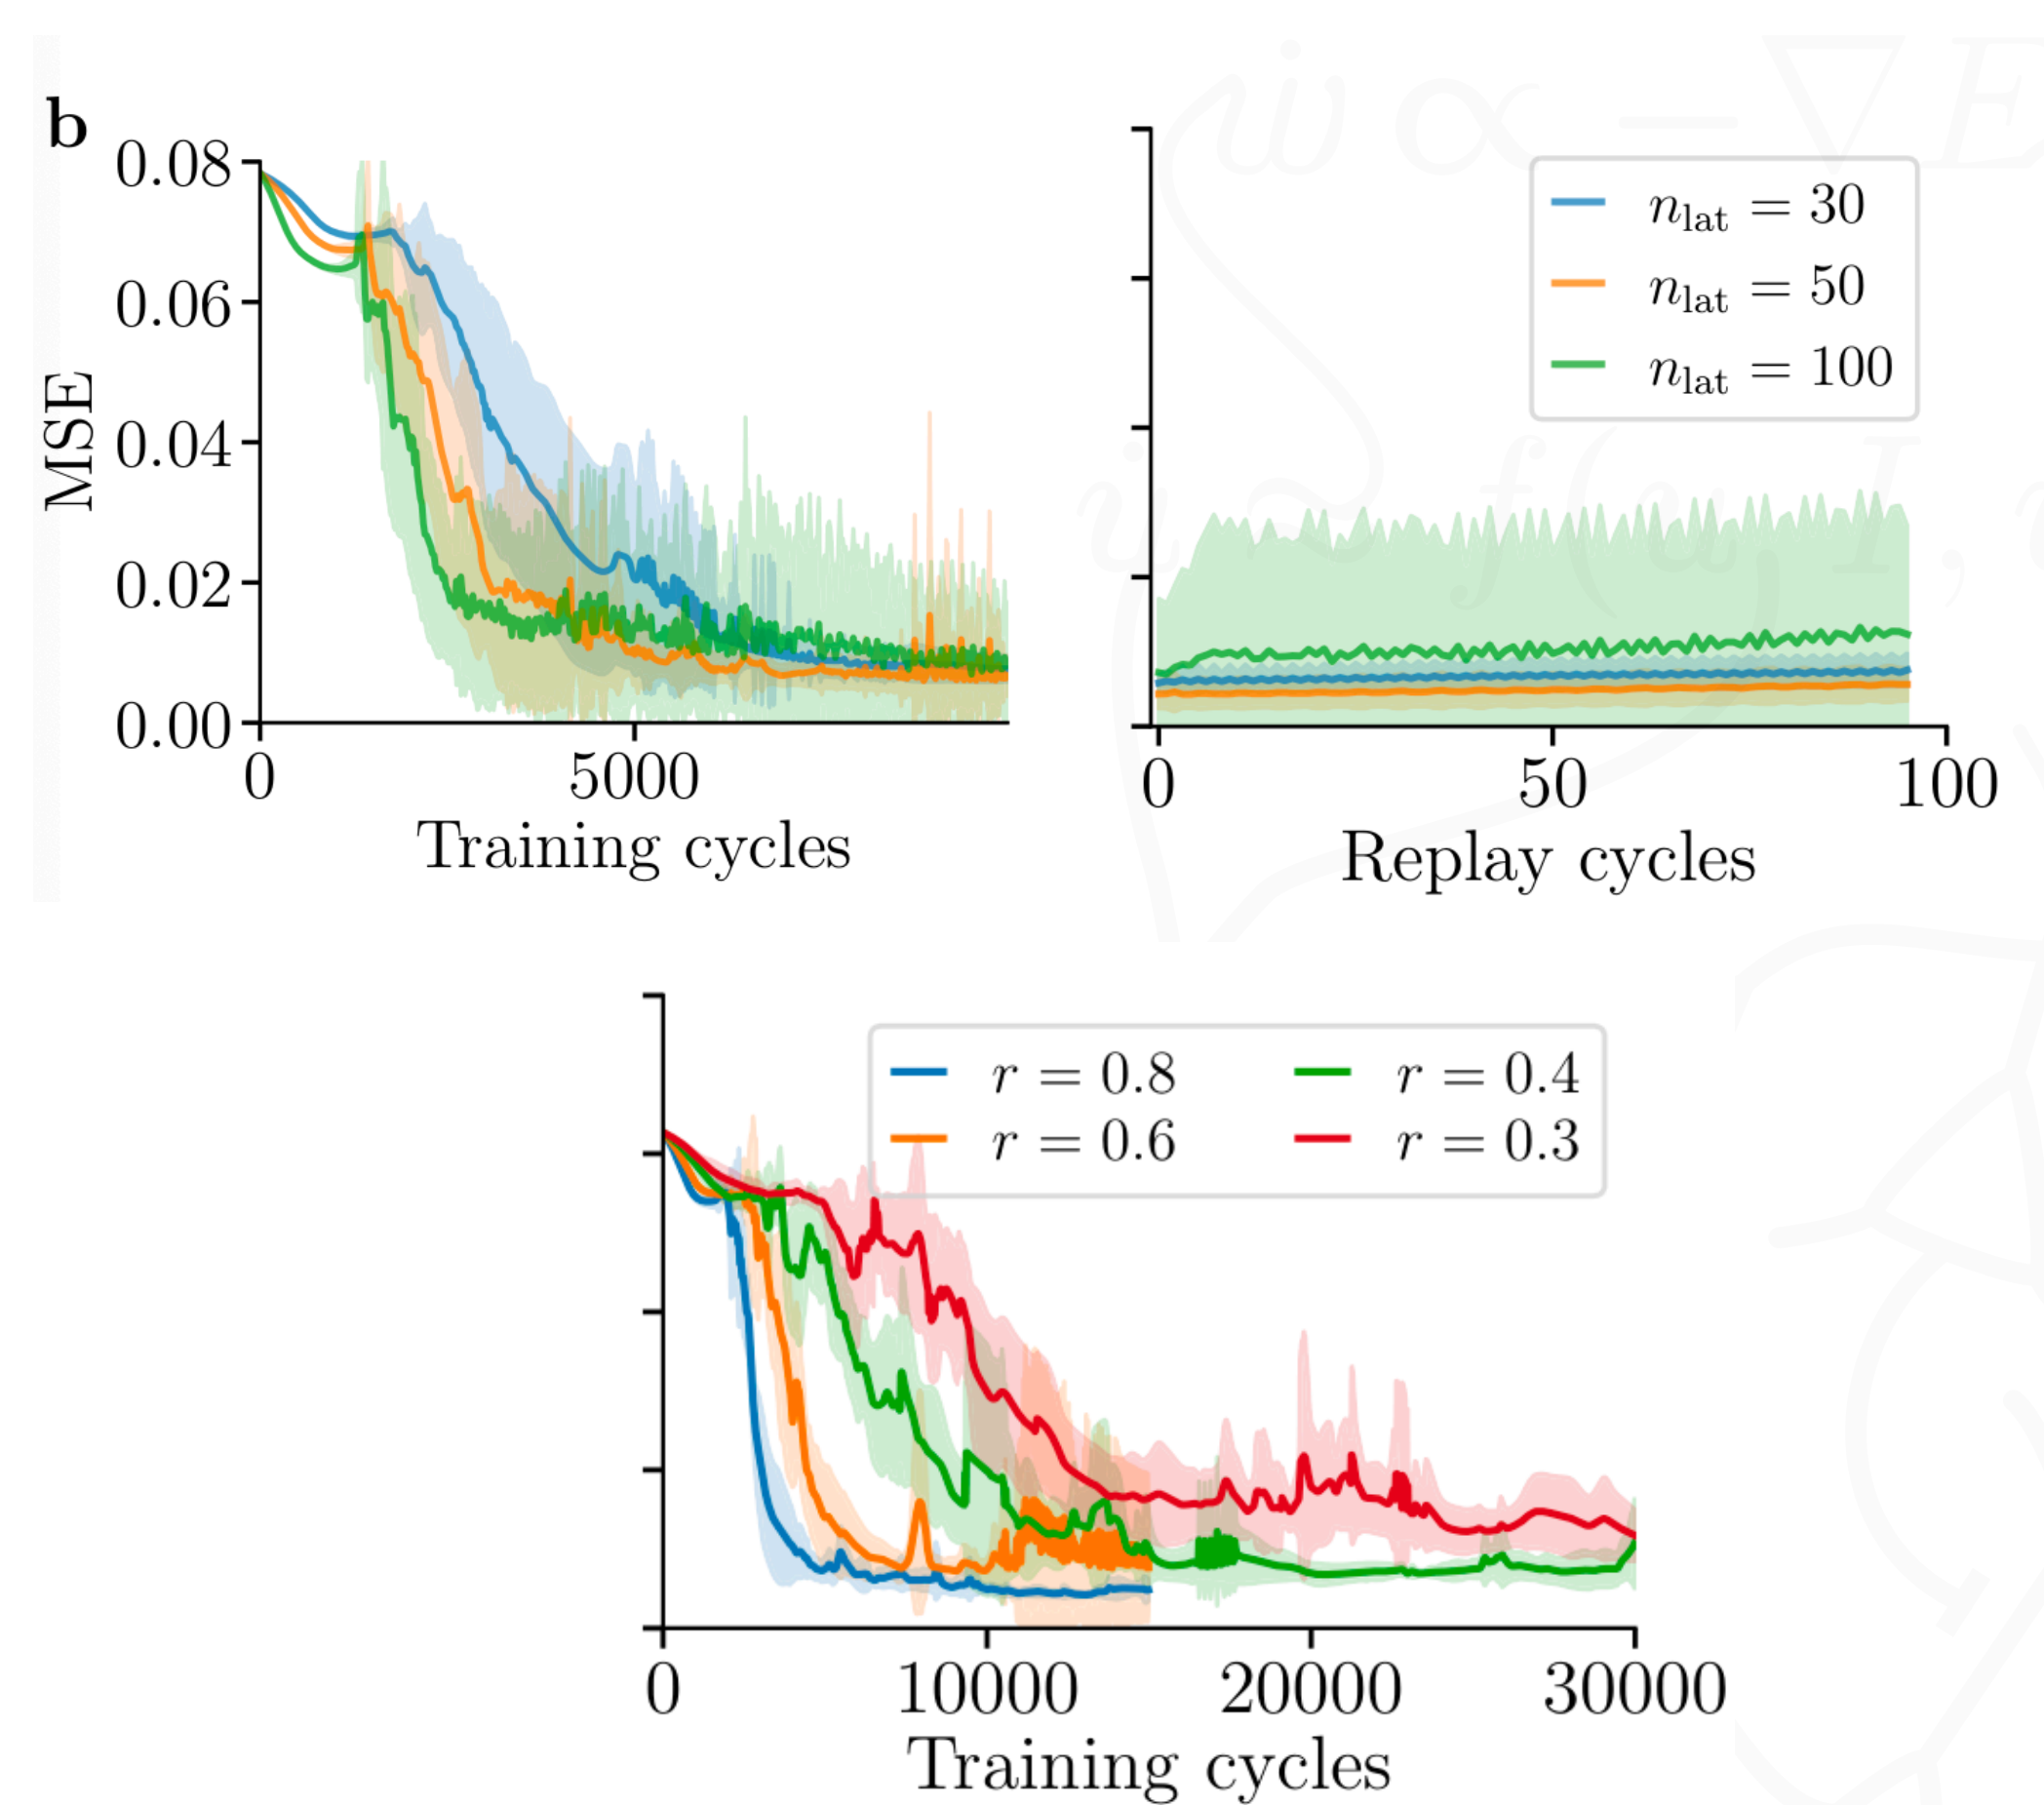 b
0.08
0.06
0.04
0.02
0.00
MSE
0 5000
Training cycles
n_lat = 30
n_lat = 50
n_lat = 100
0 50 100
Replay cycles
r = 0.8 r = 0.4
r = 0.6 r = 0.3
0 10000 20000 30000
Training cycles